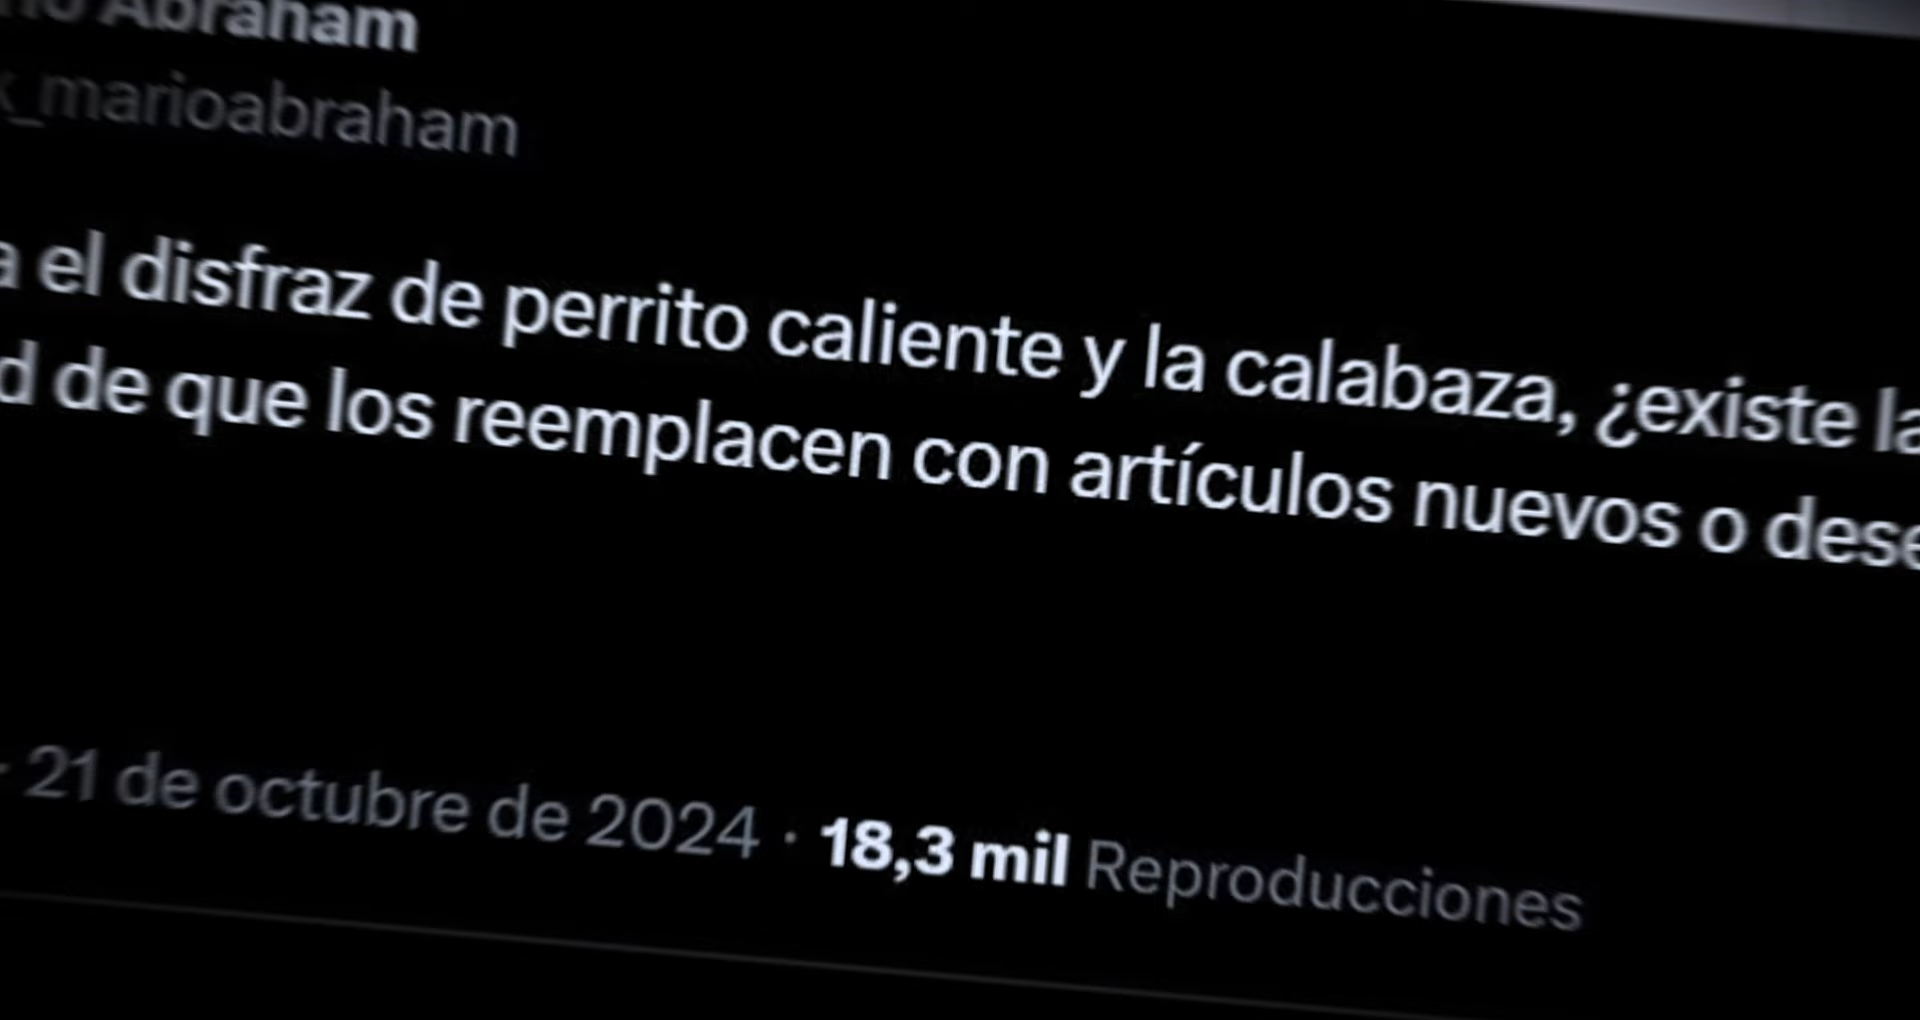 Abraham
_marioabraham
el disfraz de perrito caliente y la calabaza, ¿existe la
de que los reemplacen con artículos nuevos o dese
· 21 de octubre de 2024 · 18,3 mil Reproducciones